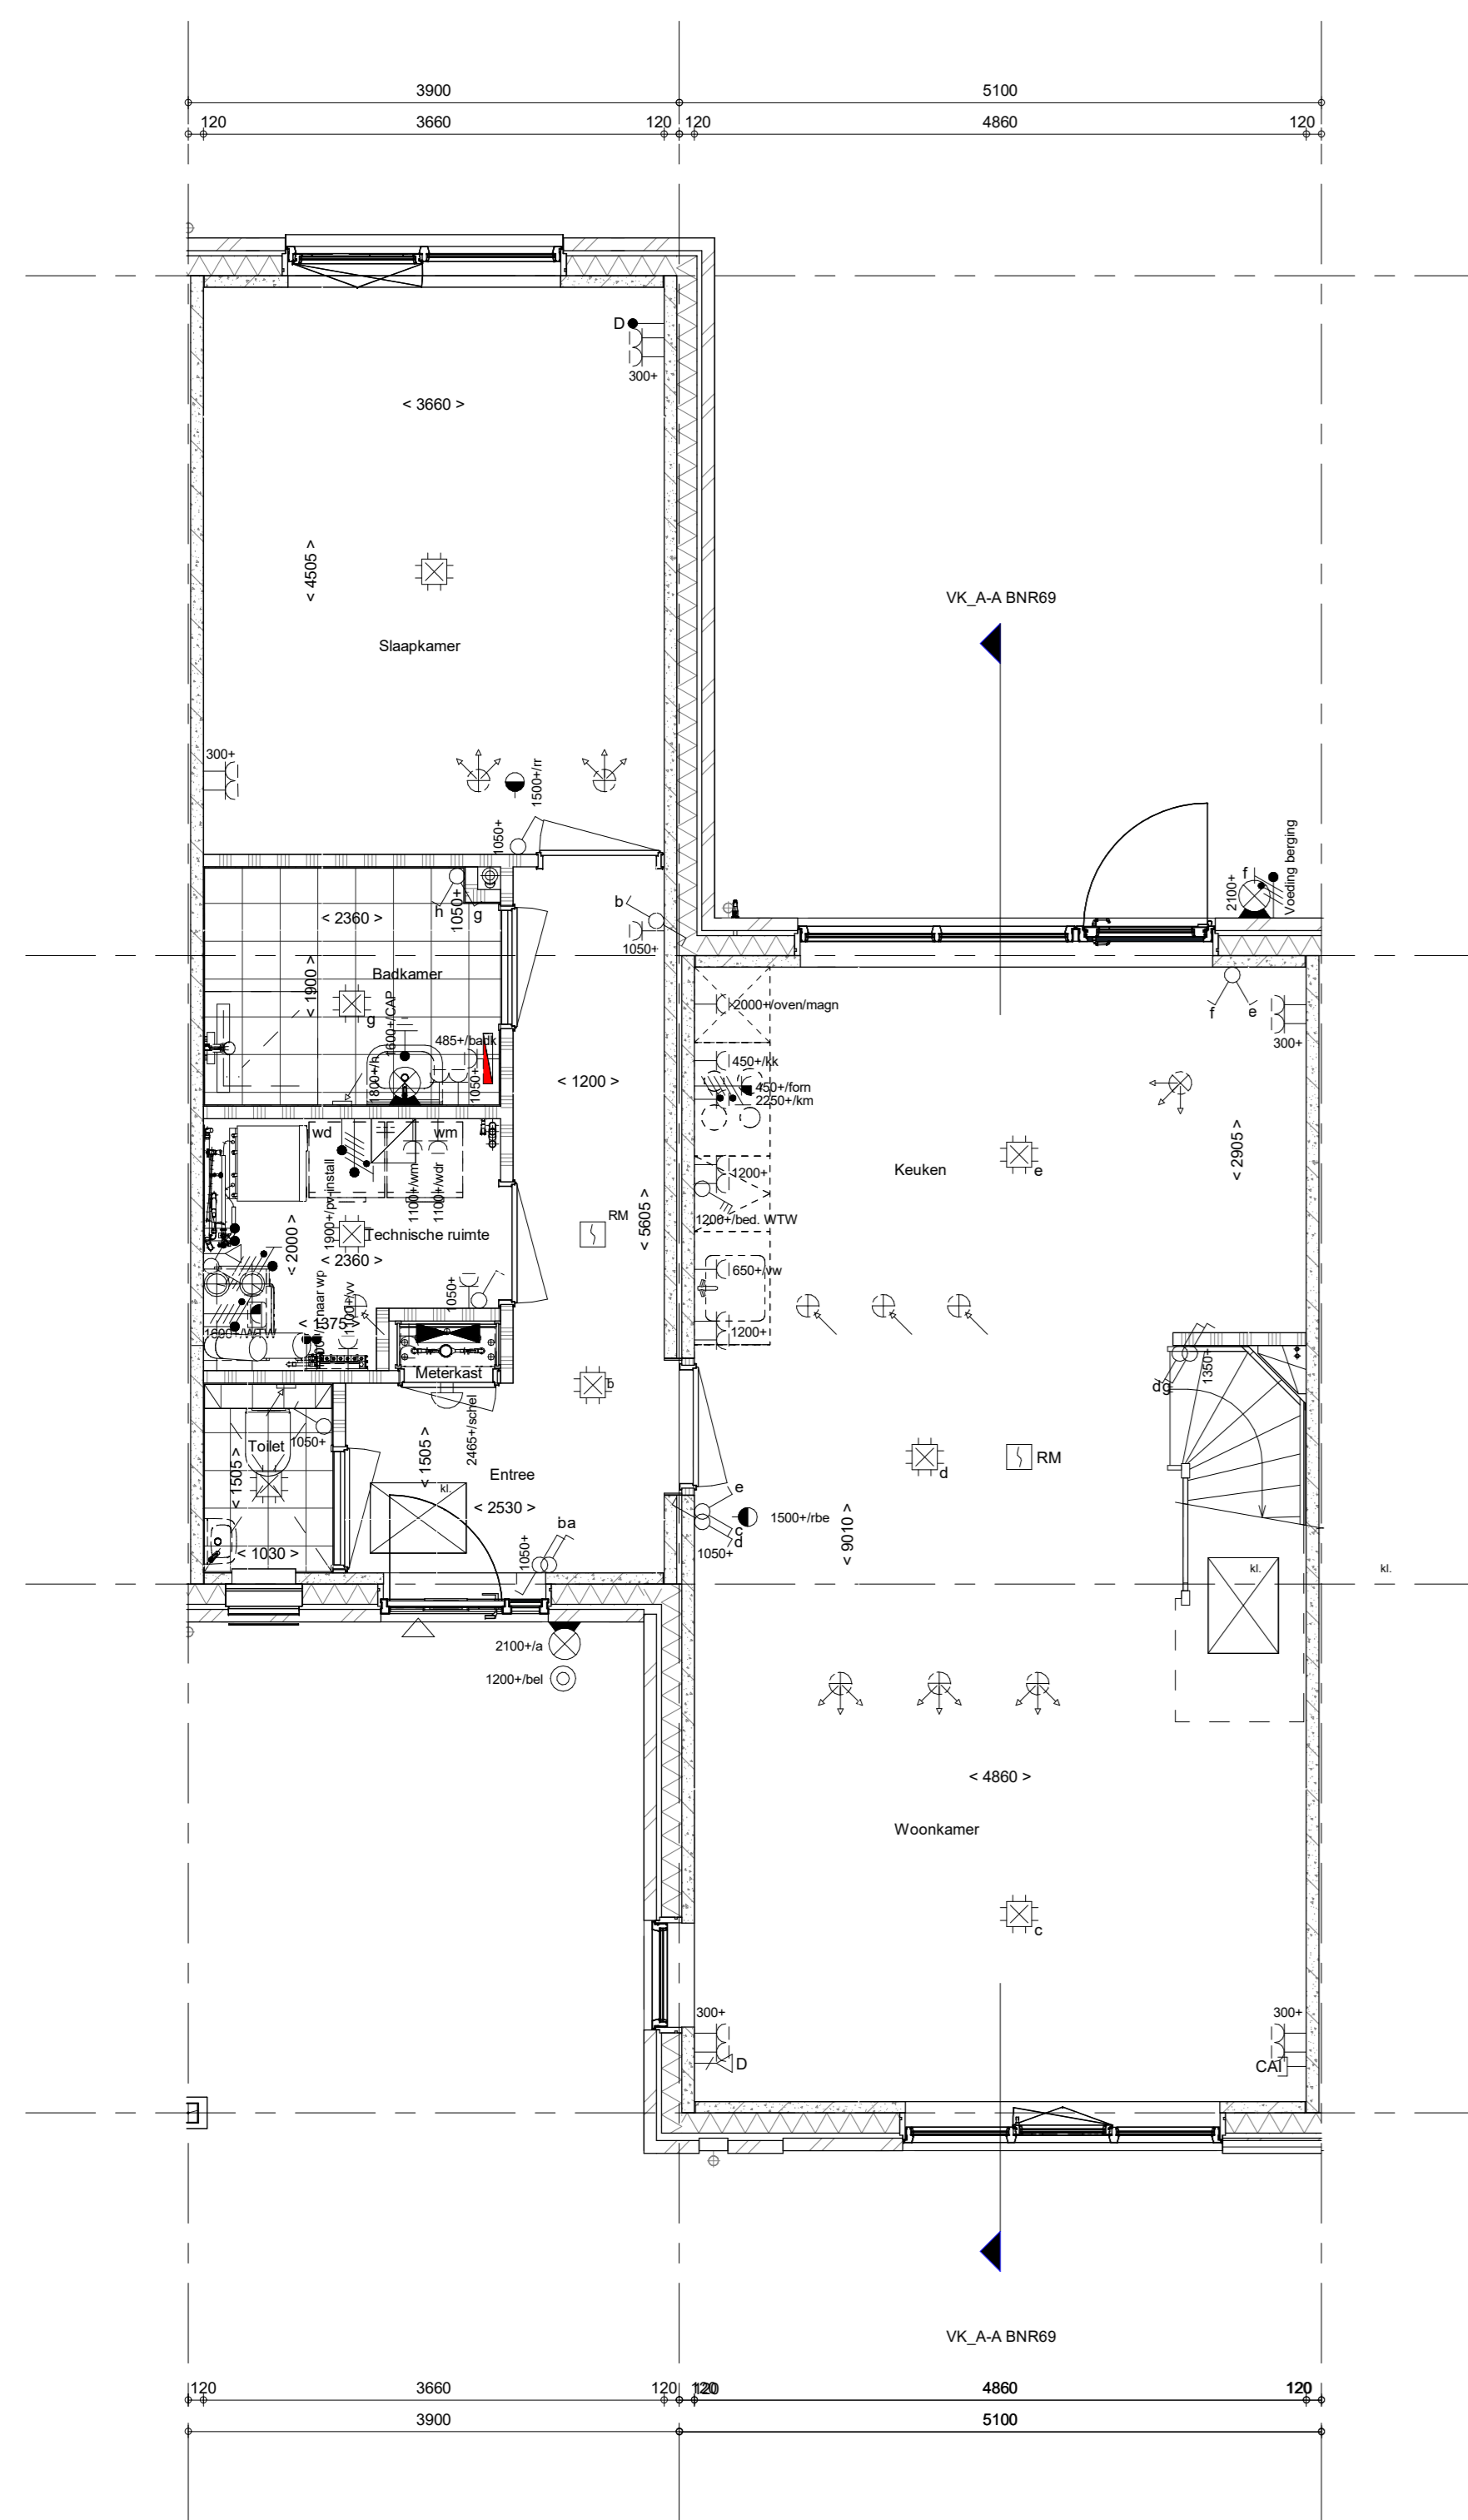 3900
5100
120
3660
120
120
4860
120
D
300+
< 3660 >
< 4505 >
VK_A-A BNR69
Slaapkamer
300+
1500+/rr
1050+
b
1050+
f
2100+
Voeding berging
h
g
1050+
< 2360 >
Badkamer
< 1900 >
g
1600+/CAP
485+/badk
1050+
< 1200 >
2000+/oven/magn
f
e
300+
450+/kk
450+/forn
2250+/km
wd
wm
1900+/pv-install
1100+/wm
1100+/wdr
1200+
Keuken
e
< 2905 >
1200+/bed. WTW
RM
< 5605 >
Technische ruimte
< 2000 >
< 2360 >
650+/vw
1050+
< 1375 >
1200+
Meterkast
b
dg
1350+
2465+/schel
Toilet
1050+
< 1505 >
< 1505 >
Entree
kl.
< 2530 >
d
RM
e
c
d
1500+/rbe
1050+
< 9010 >
ba
1050+
< 1030 >
kl.
kl.
2100+/a
1200+/bel
< 4860 >
Woonkamer
c
300+
D
300+
CAI
VK_A-A BNR69
120
3660
120
4860
120
3900
5100